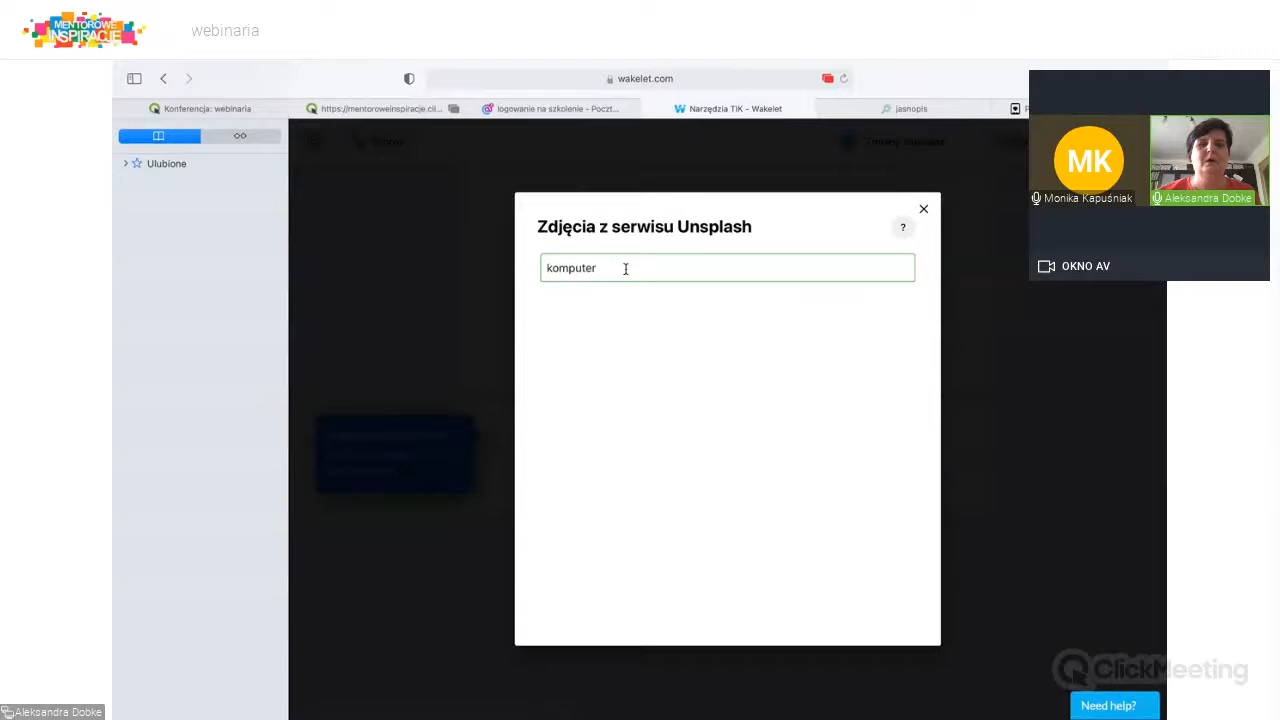 MENTOROWE
INSPIRACJE
webinaria
wakelet.com
Konferencja: webinaria
https://mentoroweinspiracje.cli...
logowanie na szkolenie - Poczt...
Narzędzia TiK - Wakelet
jasnopis
Ulubione
Zdjęcia z serwisu Unsplash
?
komputer
MK
Monika Kapuśniak
Aleksandra Dobke
OKNO AV
ClickMeeting
Need help?
Aleksandra Dobke